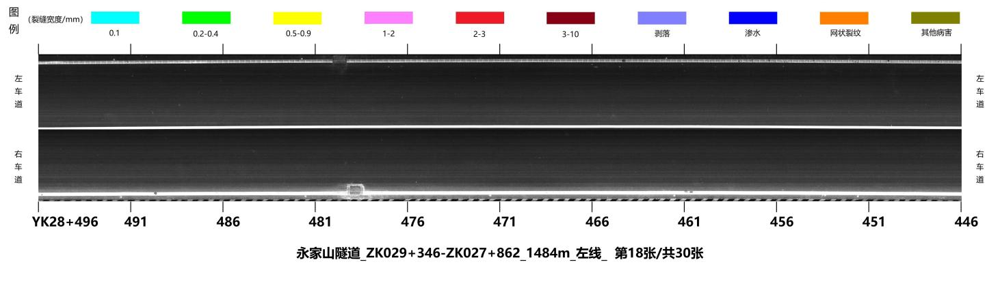 图例
(裂缝宽度/mm)
0.1 0.2-0.4 0.5-0.9 1-2 2-3 3-10 剥落 渗水 网状裂纹 其他病害
左车道 左车道
右车道 右车道
YK28+496 491 486 481 476 471 466 461 456 451 446
永家山隧道_ZK029+346-ZK027+862_1484m_左线_ 第18张/共30张